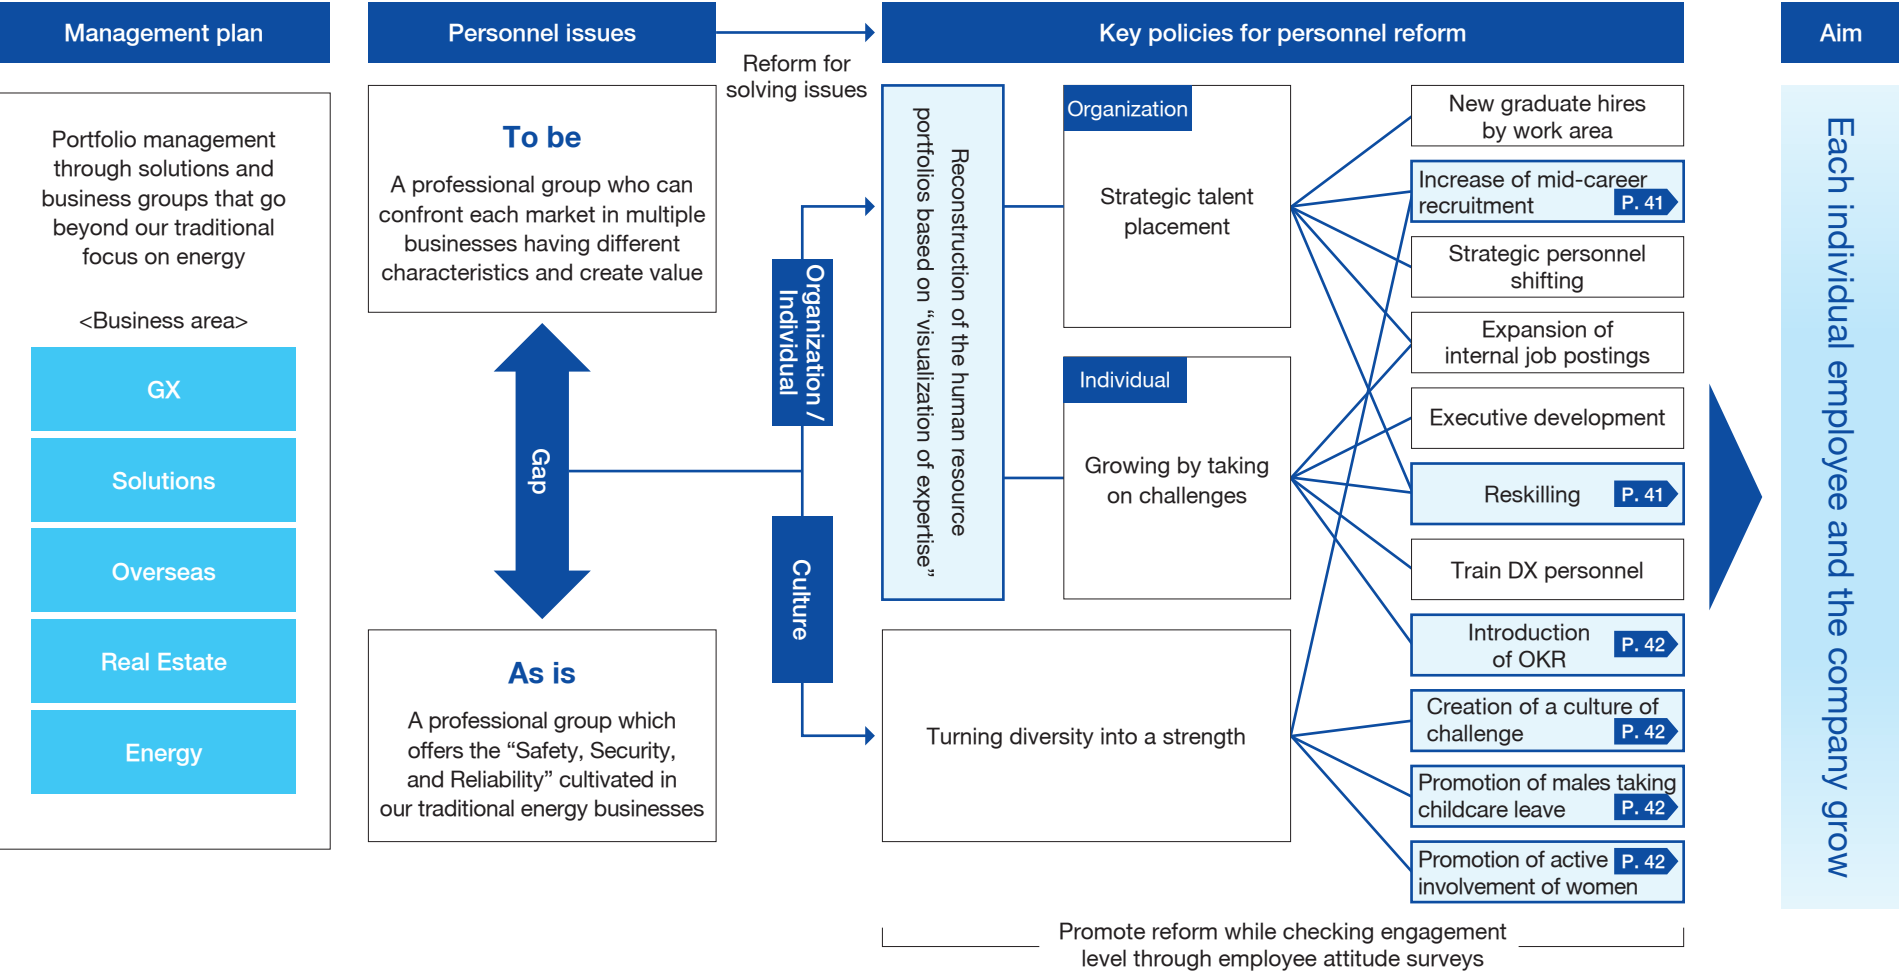 Management plan
Portfolio management
through solutions and
business groups that go
beyond our traditional
focus on energy
<Business area>
GX
Solutions
Overseas
Real Estate
Energy
Personnel issues
To be
A professional group who can
confront each market in multiple
businesses having different
characteristics and create value
Gap
As is
A professional group which
offers the “Safety, Security,
and Reliability” cultivated in
our traditional energy businesses
Reform for
solving issues
Organization /
Individual
Culture
Key policies for personnel reform
Reconstruction of the human resource
portfolios based on “visualization of expertise”
Organization
Strategic talent
placement
Individual
Growing by taking
on challenges
Turning diversity into a strength
New graduate hires
by work area
Increase of mid-career
recruitment P. 41
Strategic personnel
shifting
Expansion of
internal job postings
Executive development
Reskilling P. 41
Train DX personnel
Introduction
of OKR P. 42
Creation of a culture of
challenge P. 42
Promotion of males taking
childcare leave P. 42
Promotion of active P. 42
involvement of women
Promote reform while checking engagement
level through employee attitude surveys
Aim
Each individual employee and the company grow